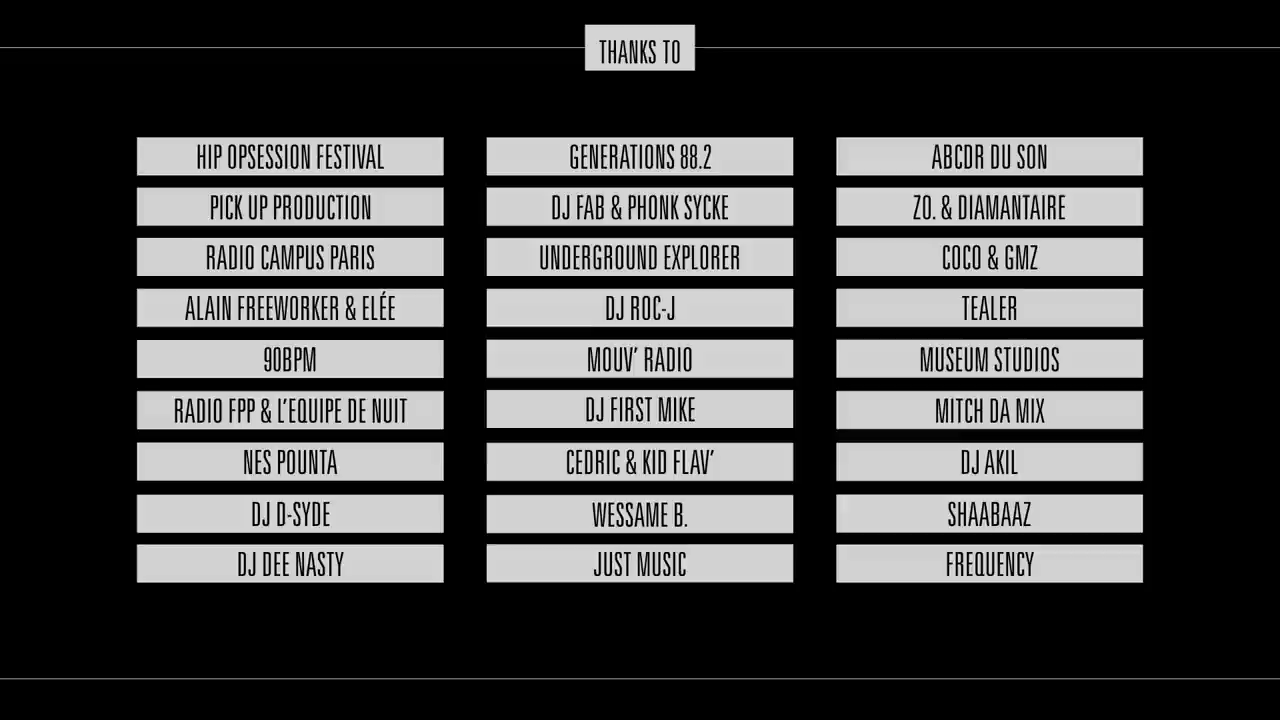 THANKS TO
HIP OPSESSION FESTIVAL
PICK UP PRODUCTION
RADIO CAMPUS PARIS
ALAIN FREEWORKER & ELÉE
90BPM
RADIO FPP & L'EQUIPE DE NUIT
NES POUNTA
DJ D-SYDE
DJ DEE NASTY
GENERATIONS 88.2
DJ FAB & PHONK SYCKE
UNDERGROUND EXPLORER
DJ ROC-J
MOUV' RADIO
DJ FIRST MIKE
CEDRIC & KID FLAV'
WESSAME B.
JUST MUSIC
ABCDR DU SON
ZO. & DIAMANTAIRE
COCO & GMZ
TEALER
MUSEUM STUDIOS
MITCH DA MIX
DJ AKIL
SHAABAAZ
FREQUENCY